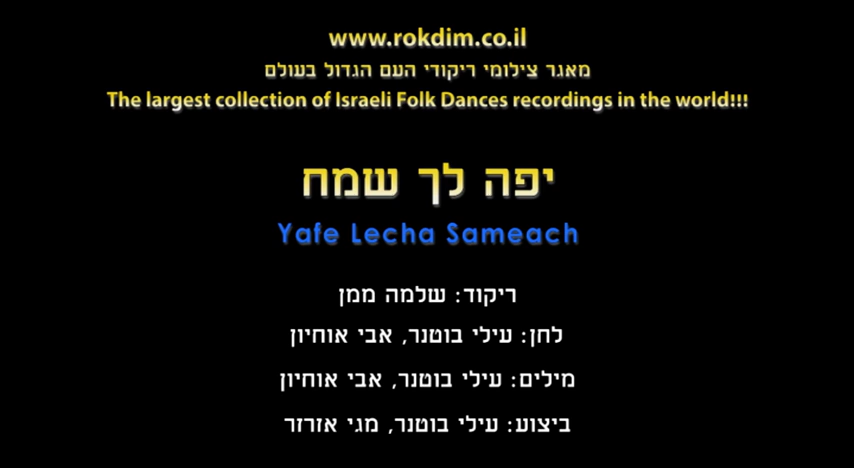 www.rokdim.co.il
מאגר צילומי ריקודי העם הגדול בעולם
The largest collection of Israeli Folk Dances recordings in the world!!!
יפה לך שמח
Yafe Lecha Sameach
ריקוד: שלמה ממן
לחן: עילי בוטנר, אבי אוחיון
מילים: עילי בוטנר, אבי אוחיון
ביצוע: עילי בוטנר, מגי אזרזר